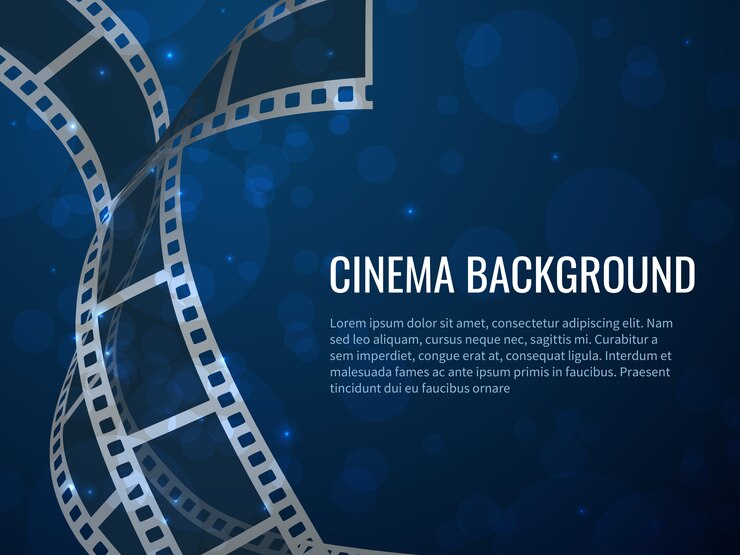 CINEMA BACKGROUND
Lorem ipsum dolor sit amet, consectetur adipiscing elit. Nam
sed leo aliquam, cursus neque nec, sagittis mi. Curabitur a
sem imperdiet, congue erat at, consequat ligula. Interdum et
malesuada fames ac ante ipsum primis in faucibus. Praesent
tincidunt dui eu faucibus ornare